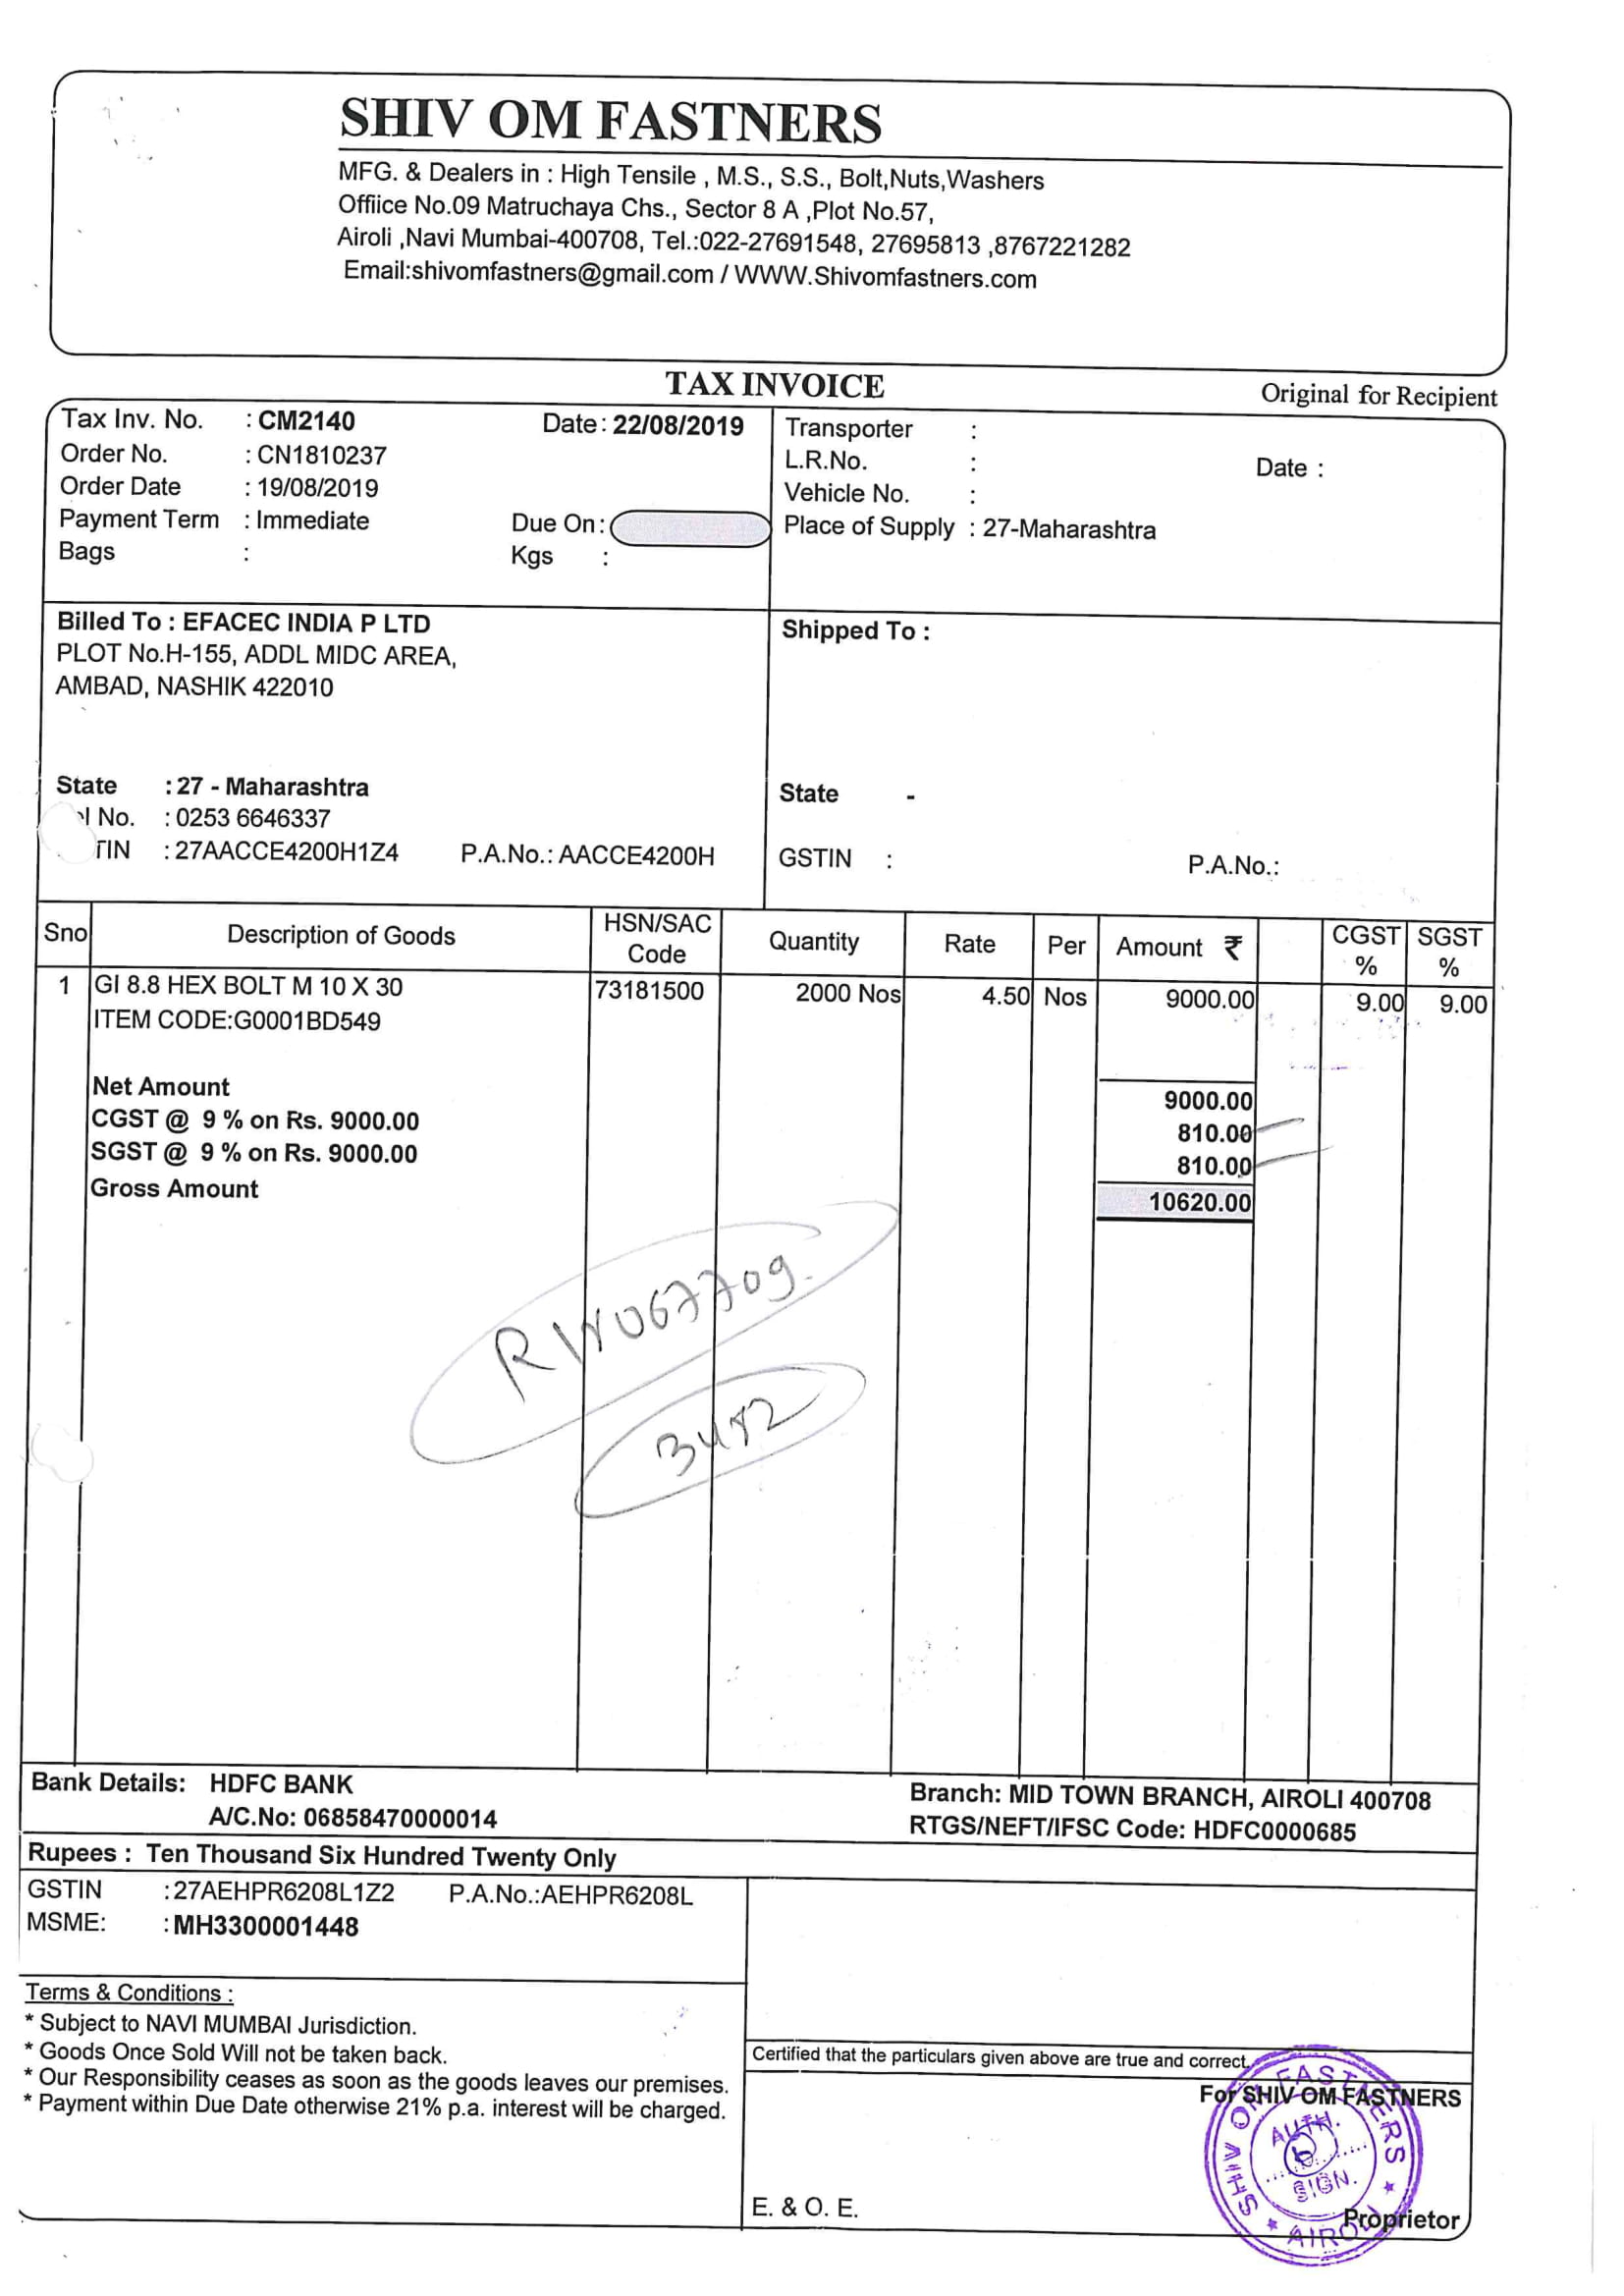 SHIV OM FASTNERS
MFG. & Dealers in : High Tensile , M.S., S.S., Bolt,Nuts,Washers
Offiice No.09 Matruchaya Chs., Sector 8 A ,Plot No.57,
Airoli ,Navi Mumbai-400708, Tel.:022-27691548, 27695813 ,8767221282
Email:shivomfastners@gmail.com / WWW.Shivomfastners.com
TAX INVOICE
Original for Recipient
Tax Inv. No. : CM2140 Date : 22/08/2019
Order No. : CN1810237
Order Date : 19/08/2019
Payment Term : Immediate Due On :
Bags : Kgs :
Transporter :
L.R.No. : Date :
Vehicle No. :
Place of Supply : 27-Maharashtra
Billed To : EFACEC INDIA P LTD
PLOT No.H-155, ADDL MIDC AREA,
AMBAD, NASHIK 422010
State : 27 - Maharashtra
No. : 0253 6646337
TIN : 27AACCE4200H1Z4 P.A.No.: AACCE4200H
Shipped To :
State -
GSTIN : P.A.No.:
Sno Description of Goods HSN/SAC Code Quantity Rate Per Amount ₹ CGST % SGST %
1 GI 8.8 HEX BOLT M 10 X 30 73181500 2000 Nos 4.50 Nos 9000.00 9.00 9.00
ITEM CODE:G0001BD549
Net Amount 9000.00
CGST @ 9 % on Rs. 9000.00 810.00
SGST @ 9 % on Rs. 9000.00 810.00
Gross Amount 10620.00
Bank Details: HDFC BANK Branch: MID TOWN BRANCH, AIROLI 400708
A/C.No: 06858470000014 RTGS/NEFT/IFSC Code: HDFC0000685
Rupees : Ten Thousand Six Hundred Twenty Only
GSTIN : 27AEHPR6208L1Z2 P.A.No.:AEHPR6208L
MSME: : MH3300001448
Terms & Conditions :
* Subject to NAVI MUMBAI Jurisdiction.
* Goods Once Sold Will not be taken back.
* Our Responsibility ceases as soon as the goods leaves our premises.
* Payment within Due Date otherwise 21% p.a. interest will be charged.
Certified that the particulars given above are true and correct.
For SHIV OM FASTNERS
SHIV OM FASTNERS * AIROLI *
AUTH.
SIGN.
E. & O. E.
Proprietor